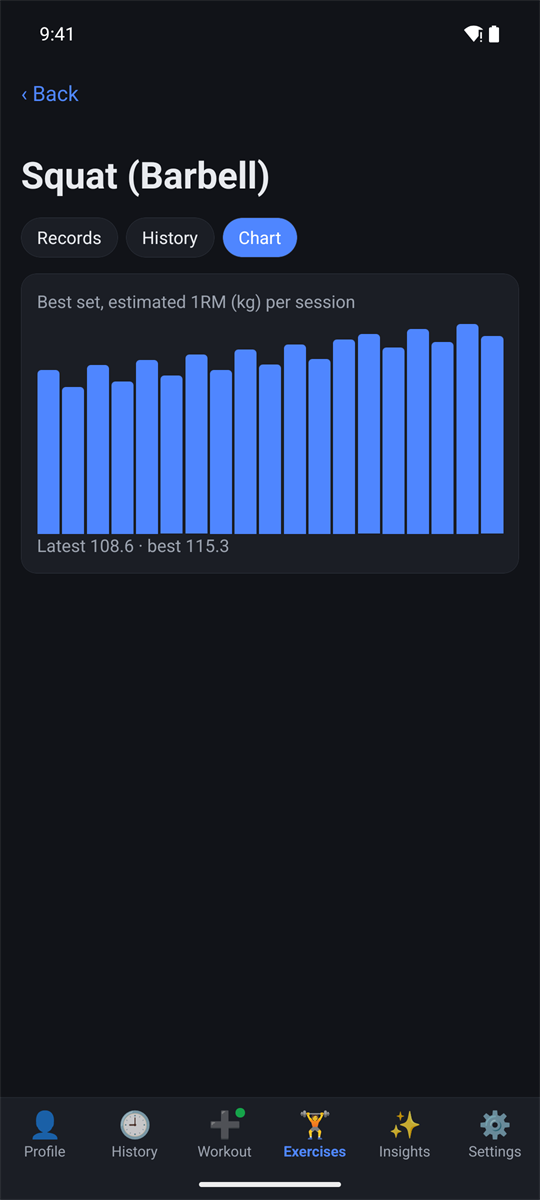 9:41
‹ Back
Squat (Barbell)
Records History Chart
Best set, estimated 1RM (kg) per session
Latest 108.6 · best 115.3
Profile History Workout Exercises Insights Settings